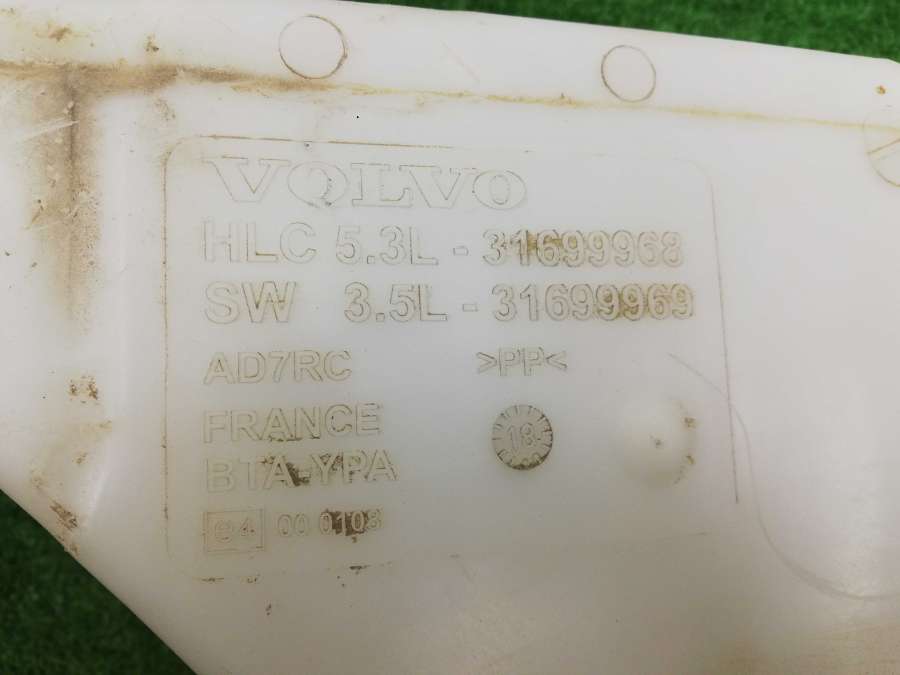 VOLVO
HLC 5.3L - 31699968
SW 3.5L - 31699969
AD7RC >PP<
FRANCE
18
BTA-YPA
e4 00 0108